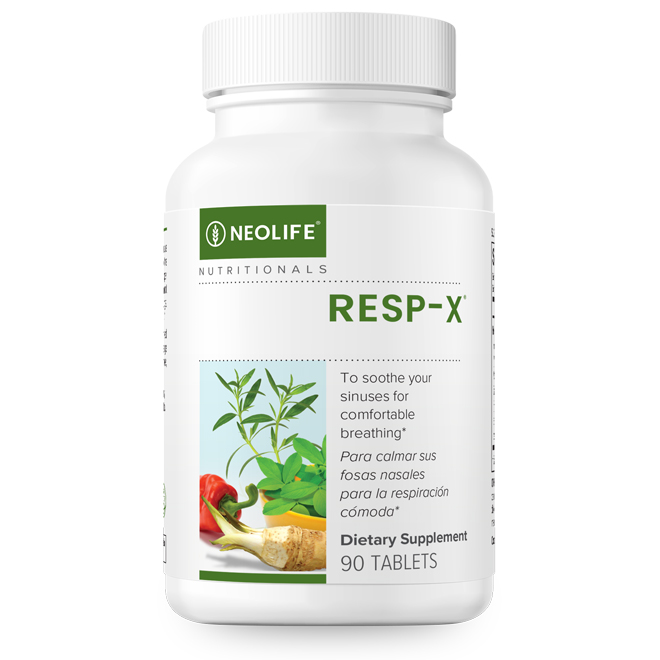 NEOLIFE®
NUTRITIONALS
RESP-X®
To soothe your
sinuses for
comfortable
breathing*
Para calmar sus
fosas nasales
para la respiración
cómoda*
Dietary Supplement
90 TABLETS